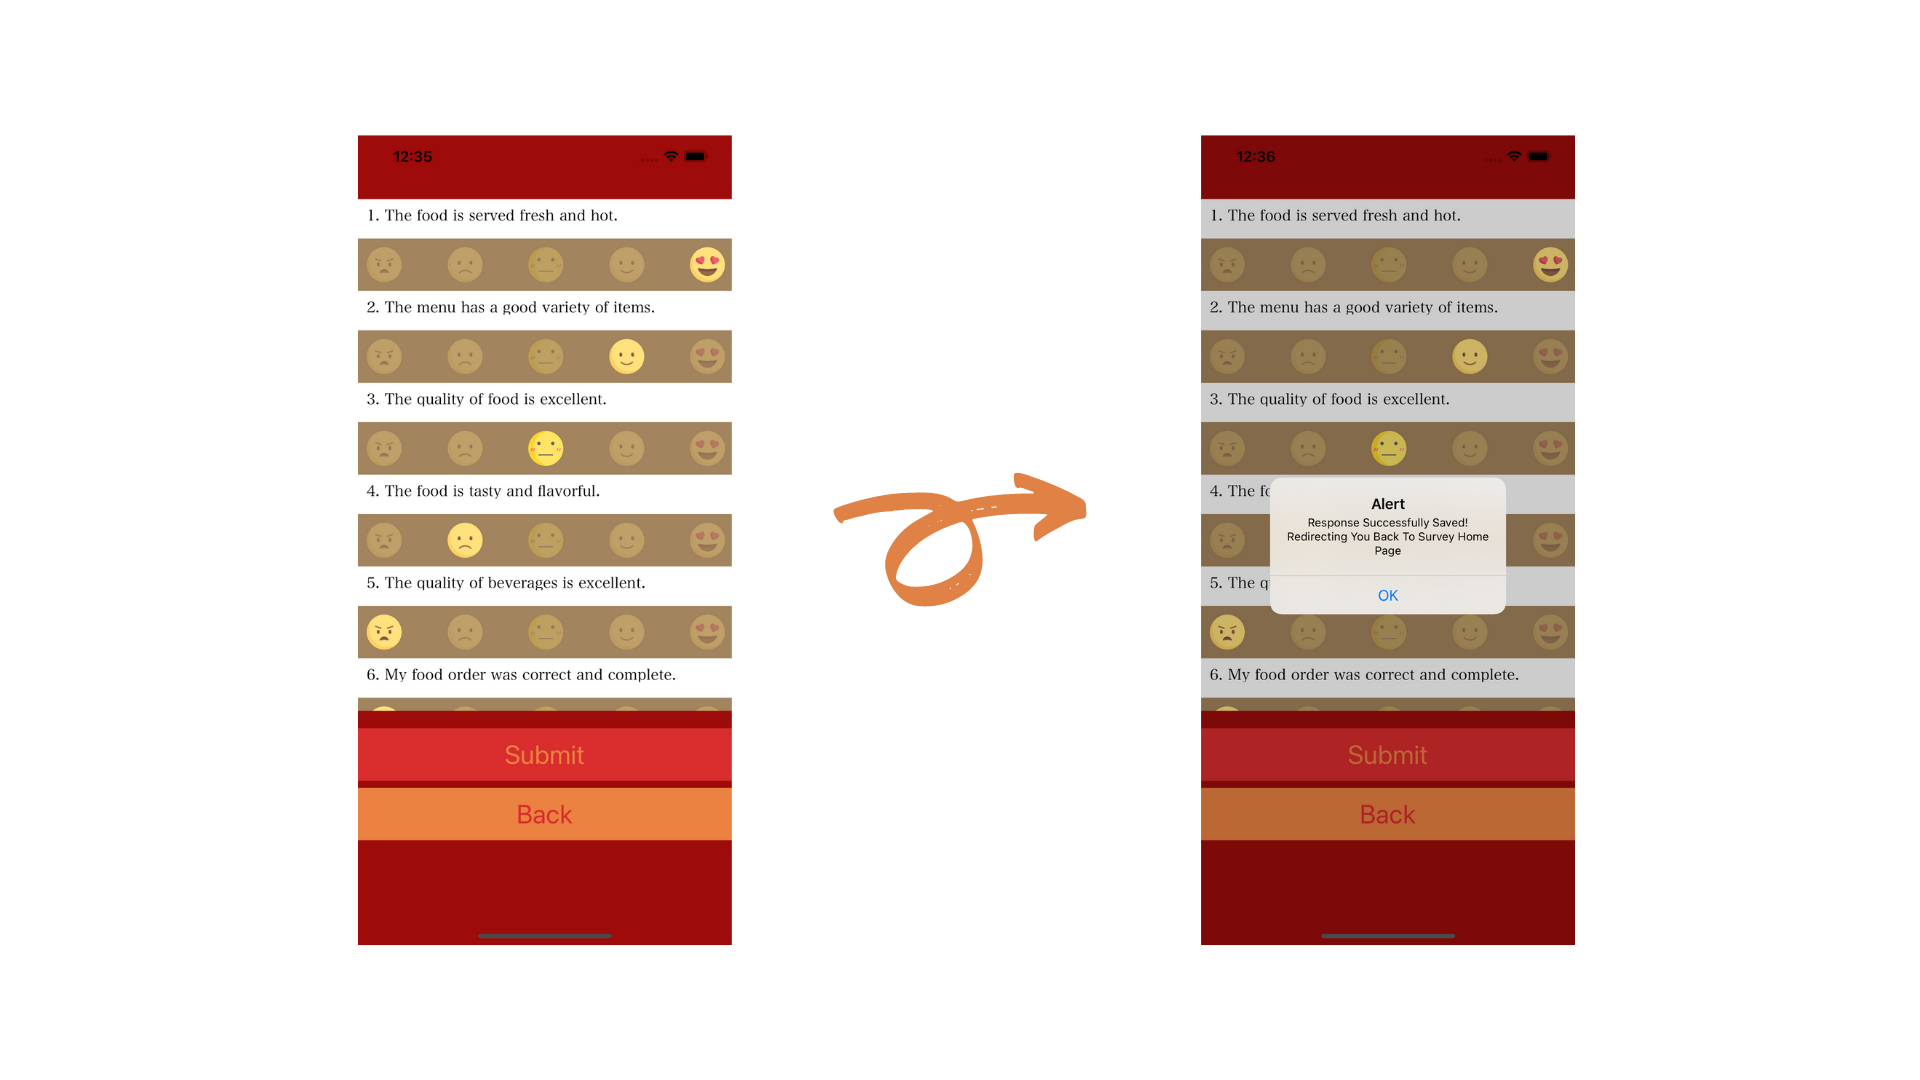 12:35
1. The food is served fresh and hot.
2. The menu has a good variety of items.
3. The quality of food is excellent.
4. The food is tasty and flavorful.
5. The quality of beverages is excellent.
6. My food order was correct and complete.
Submit
Back
12:36
1. The food is served fresh and hot.
2. The menu has a good variety of items.
3. The quality of food is excellent.
4. The fo
Alert
Response Successfully Saved!
Redirecting You Back To Survey Home
Page
5. The q
OK
6. My food order was correct and complete.
Submit
Back